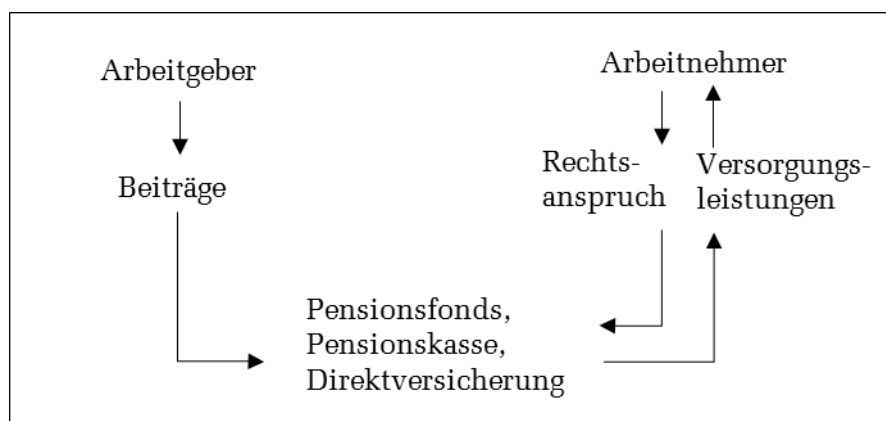 Arbeitgeber
Arbeitnehmer
Beiträge
Rechts-
anspruch
Versorgungs-
leistungen
Pensionsfonds,
Pensionskasse,
Direktversicherung